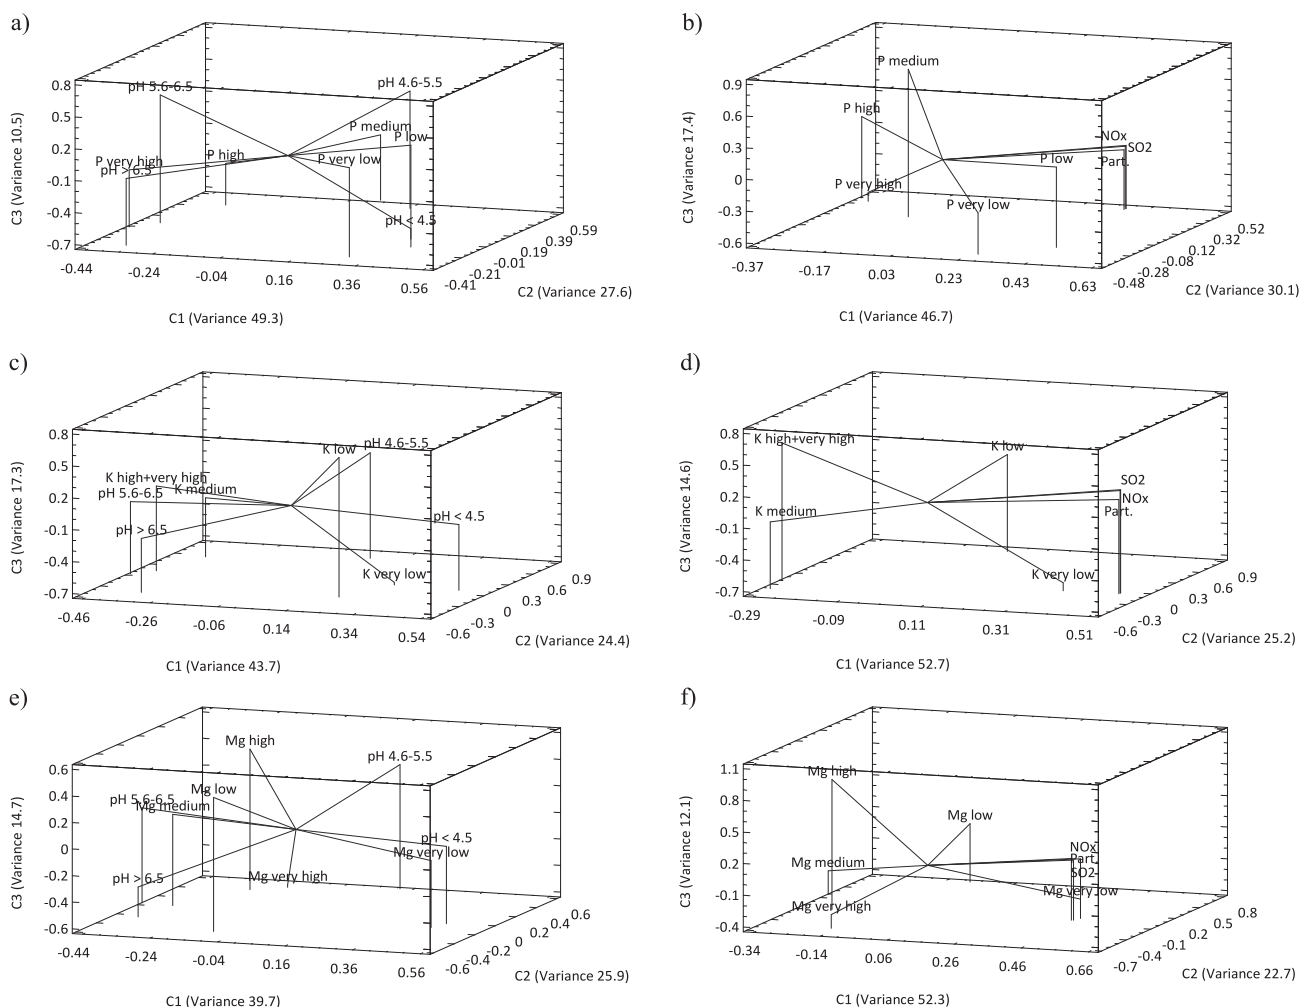 a)
0.8
0.5
0.2
-0.1
-0.4
-0.7
C3 (Variance 10.5)
pH 5.6-6.5
pH 4.6-5.5
P medium
P low
P very high
P high
P very low
pH > 6.5
pH < 4.5
-0.44
-0.24
-0.04
0.16
0.36
0.56
-0.41
-0.21
-0.01
0.19
0.39
0.59
C2 (Variance 27.6)
C1 (Variance 49.3)
b)
0.9
0.6
0.3
0
-0.3
-0.6
C3 (Variance 17.4)
P medium
P high
NOx
SO2
P low
Part.
P very high
P very low
-0.37
-0.17
0.03
0.23
0.43
0.63
-0.48
-0.28
-0.08
0.12
0.32
0.52
C2 (Variance 30.1)
C1 (Variance 46.7)
c)
0.8
0.5
0.2
-0.1
-0.4
-0.7
C3 (Variance 17.3)
K low
pH 4.6-5.5
K high+very high
pH 5.6-6.5
K medium
pH > 6.5
pH < 4.5
K very low
-0.46
-0.26
-0.06
0.14
0.34
0.54
-0.6
-0.3
0
0.3
0.6
0.9
C2 (Variance 24.4)
C1 (Variance 43.7)
d)
0.8
0.5
0.2
-0.1
-0.4
-0.7
C3 (Variance 14.6)
K high+very high
K low
SO2
NOx
K medium
Part.
K very low
-0.29
-0.09
0.11
0.31
0.51
-0.6
-0.3
0
0.3
0.6
0.9
C2 (Variance 25.2)
C1 (Variance 52.7)
e)
0.6
0.4
0.2
0
-0.2
-0.4
-0.6
C3 (Variance 14.7)
Mg high
pH 4.6-5.5
Mg low
pH 5.6-6.5
Mg medium
pH < 4.5
Mg very low
pH > 6.5
Mg very high
-0.44
-0.24
-0.04
0.16
0.36
0.56
-0.6
-0.4
-0.2
0
0.2
0.4
0.6
C2 (Variance 25.9)
C1 (Variance 39.7)
f)
1.1
0.8
0.5
0.2
-0.1
-0.4
C3 (Variance 12.1)
Mg high
Mg low
NOx
Part.
Mg medium
SO2
Mg very low
Mg very high
-0.34
-0.14
0.06
0.26
0.46
0.66
-0.7
-0.4
-0.1
0.2
0.5
0.8
C2 (Variance 22.7)
C1 (Variance 52.3)